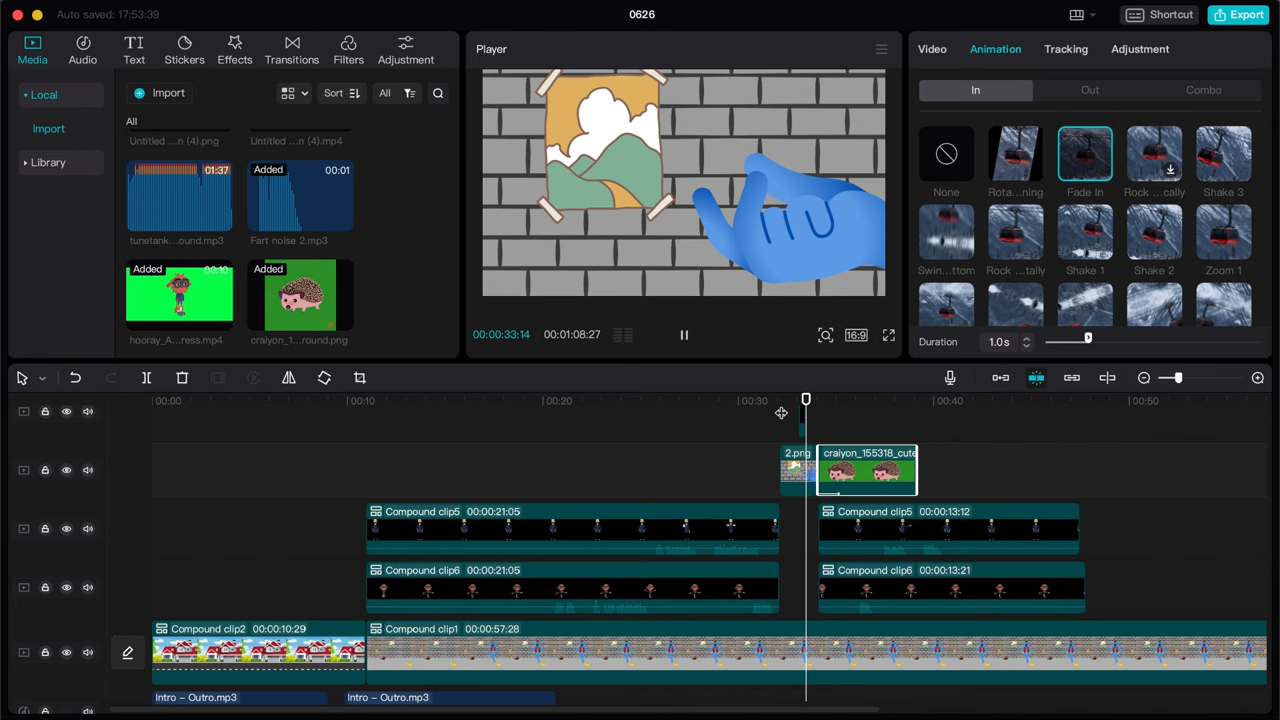 Auto saved: 17:53:39
0626
Shortcut
Export
Media
Audio
Text
Stickers
Effects
Transitions
Filters
Adjustment
Local
Import
Library
Import
Sort
All
All
Untitled ...n (4).png
Untitled ...n (4).mp4
01:37
tunetank...ound.mp3
Added
00:01
Fart noise 2.mp3
Added
00:10
hooray_A...ress.mp4
Added
craiyon_1...round.png
Player
00:00:33:14
00:01:08:27
16:9
Video
Animation
Tracking
Adjustment
In
Out
Combo
None
Rota...ning
Fade In
Rock ...cally
Shake 3
Swin...ttom
Rock ...tally
Shake 1
Shake 2
Zoom 1
Duration
1.0s
00:00
00:10
00:20
00:30
00:40
00:50
2.png
craiyon_155318_cute
Compound clip5 00:00:21:05
Compound clip5 00:00:13:12
Compound clip6 00:00:21:05
Compound clip6 00:00:13:21
Compound clip2 00:00:10:29
Compound clip1 00:00:57:28
Intro – Outro.mp3
Intro – Outro.mp3